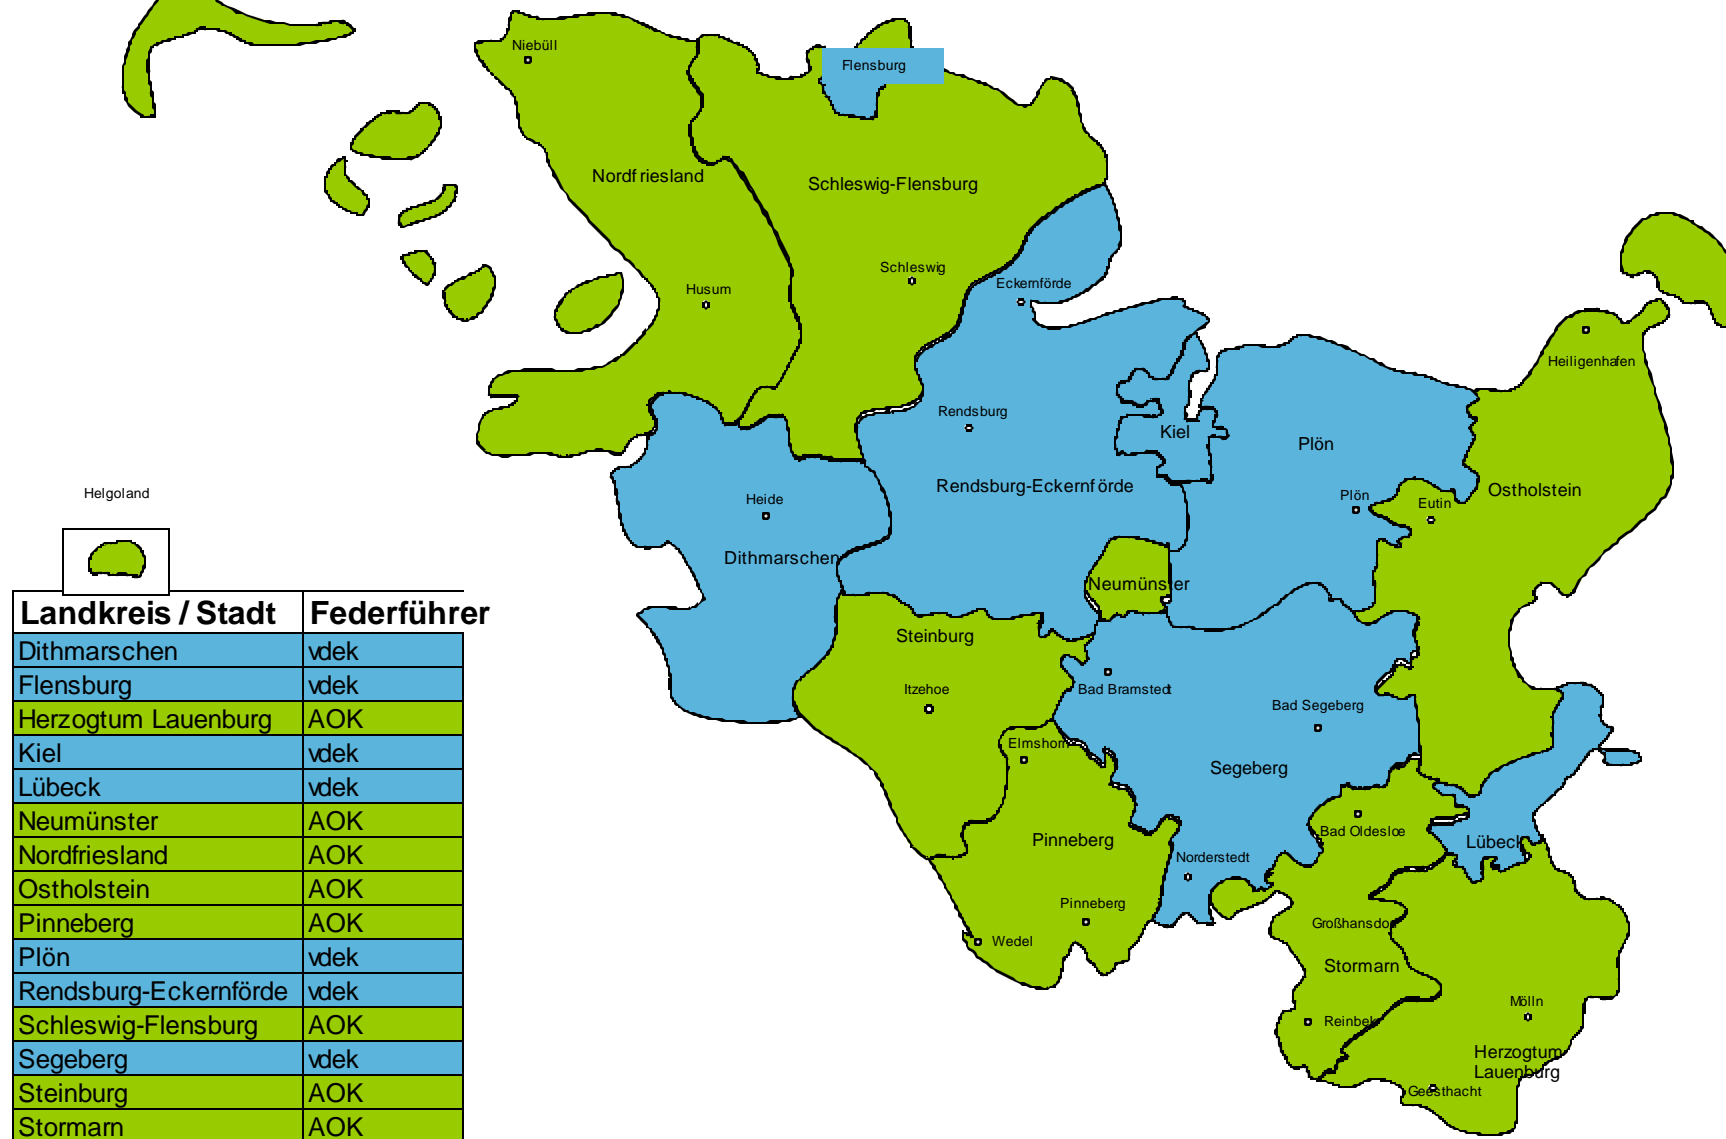 Niebüll
Flensburg
Nordfriesland
Schleswig-Flensburg
Schleswig
Eckernförde
Husum
Heiligenhafen
Rendsburg
Kiel
Plön
Rendsburg-Eckernförde
Ostholstein
Helgoland
Heide
Plön
Eutin
Dithmarschen
Neumünster
Landkreis / Stadt Federführer
Dithmarschen vdek
Flensburg vdek
Herzogtum Lauenburg AOK
Kiel vdek
Lübeck vdek
Neumünster AOK
Nordfriesland AOK
Ostholstein AOK
Pinneberg AOK
Plön vdek
Rendsburg-Eckernförde vdek
Schleswig-Flensburg AOK
Segeberg vdek
Steinburg AOK
Stormarn AOK
Steinburg
Itzehoe
Bad Bramstedt
Bad Segeberg
Elmshorn
Segeberg
Pinneberg
Bad Oldesloe
Lübeck
Norderstedt
Pinneberg
Wedel
Großhansdorf
Stormarn
Mölln
Reinbek
Herzogtum
Lauenburg
Geesthacht